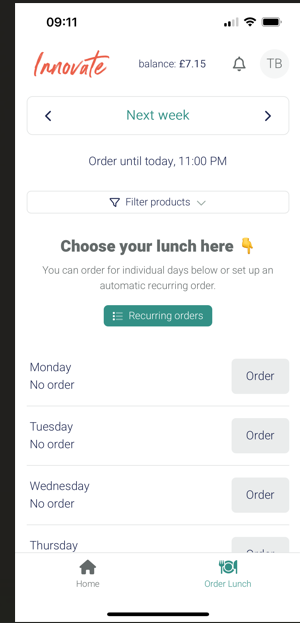 09:11
Innovate
balance: £7.15
TB
Next week
Order until today, 11:00 PM
Filter products
Choose your lunch here 👇
You can order for individual days below or set up an
automatic recurring order.
Recurring orders
Monday
No order
Order
Tuesday
No order
Order
Wednesday
No order
Order
Thursday
Order
Home
Order Lunch